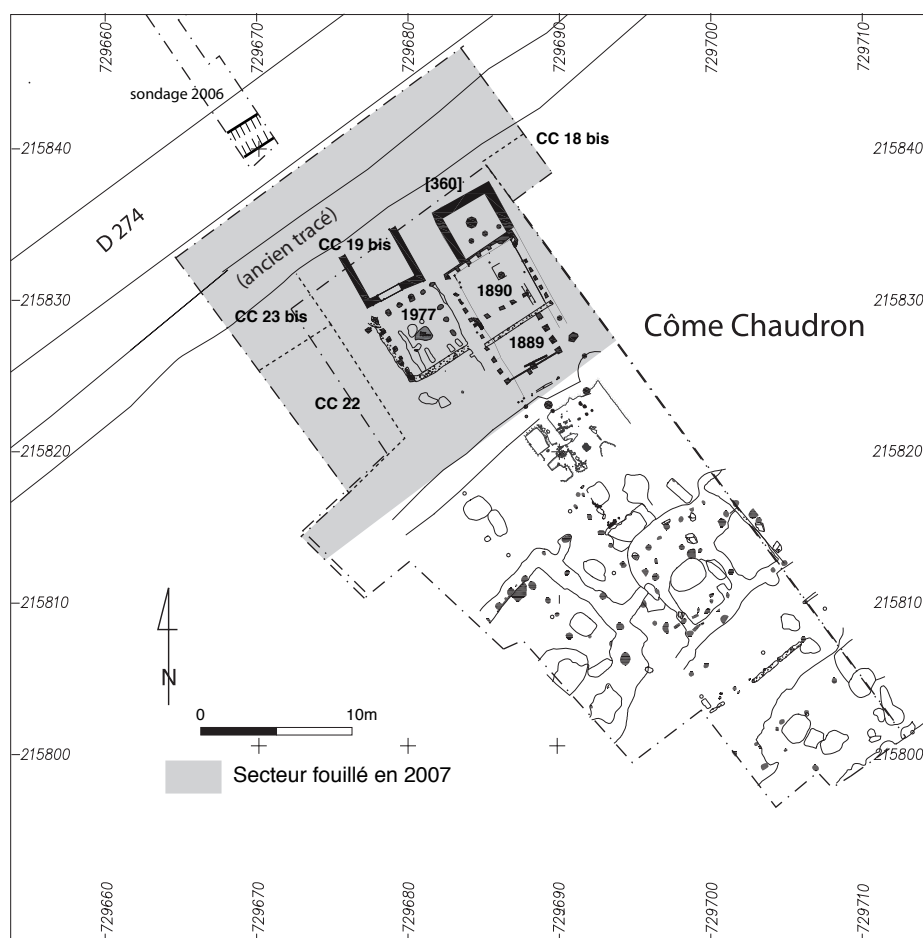 729660
729670
729680
729690
729700
729710
sondage 2006
215840
CC 18 bis
215840
[360]
D 274
(ancien tracé)
CC 19 bis
1890
215830
215830
CC 23 bis
1977
Côme Chaudron
1889
CC 22
215820
215820
215810
215810
N
0 10m
215800
215800
Secteur fouillé en 2007
729660
729670
729680
729690
729700
729710